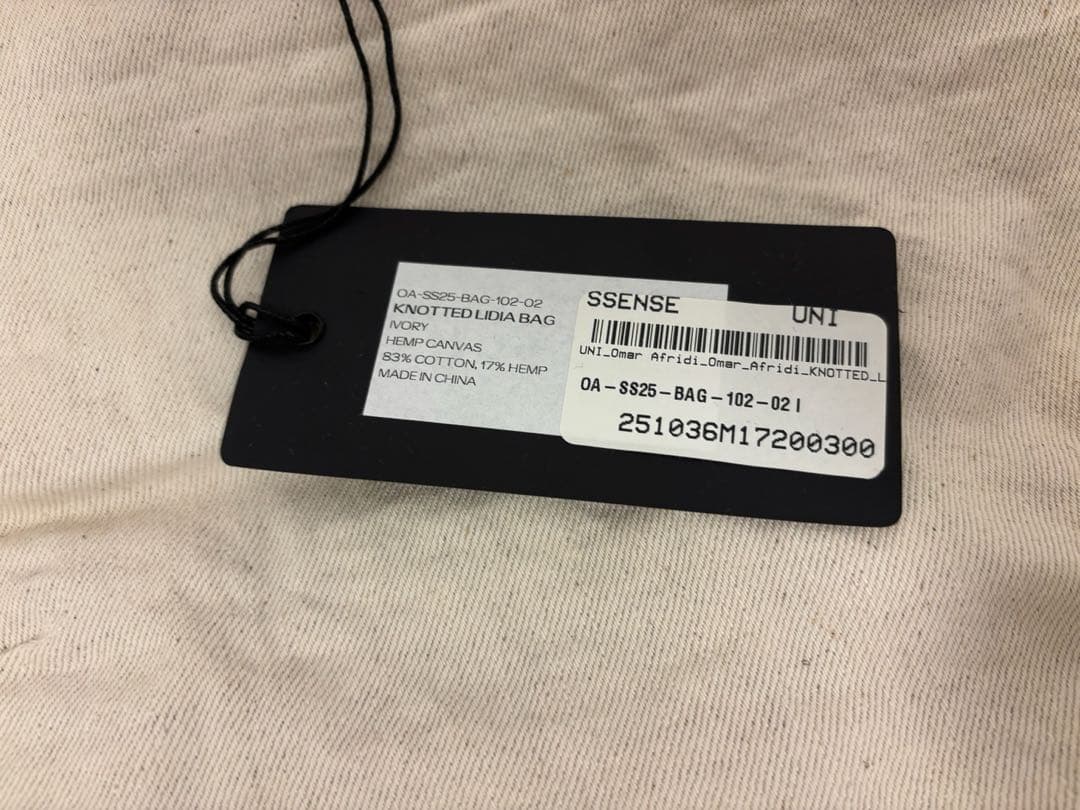 OA-SS25-BAG-102-02
KNOTTED LIDIA BAG
IVORY
HEMP CANVAS
83% COTTON, 17% HEMP
MADE IN CHINA
SSENSE UNI
UNI_Omar Afridi_Omar_Afridi_KNOTTED_L
OA-SS25-BAG-102-02 I
251036M17200300